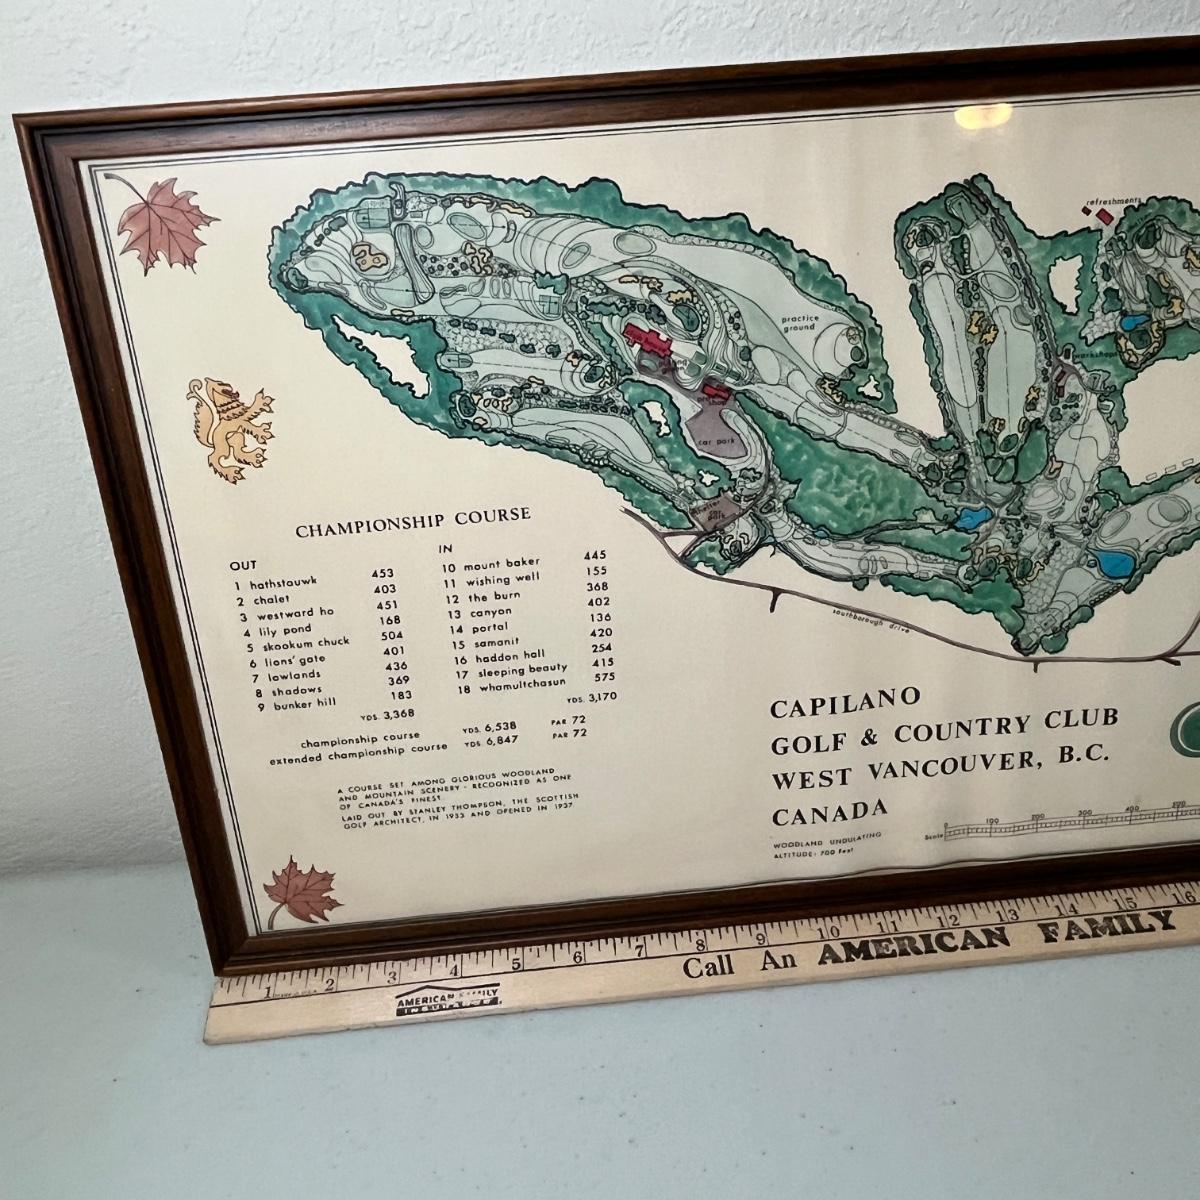 refreshments
practice
ground
workshops
car park
shelter
car
park
southborough drive
CHAMPIONSHIP COURSE
OUT
1 hathstauwk 453
2 chalet 403
3 westward ho 451
4 lily pond 168
5 skookum chuck 504
6 lions' gate 401
7 lowlands 436
8 shadows 369
9 bunker hill 183
YDS. 3,368
IN
10 mount baker 445
11 wishing well 155
12 the burn 368
13 canyon 402
14 portal 136
15 samanit 420
16 haddon hall 254
17 sleeping beauty 415
18 whamultchasun 575
YDS. 3,170
championship course YDS. 6,538 PAR 72
extended championship course YDS. 6,847 PAR 72
A COURSE SET AMONG GLORIOUS WOODLAND
AND MOUNTAIN SCENERY - RECOGNIZED AS ONE
OF CANADA'S FINEST.
LAID OUT BY STANLEY THOMPSON, THE SCOTTISH
GOLF ARCHITECT, IN 1933 AND OPENED IN 1937
CAPILANO
GOLF & COUNTRY CLUB
WEST VANCOUVER, B.C.
CANADA
WOODLAND UNDULATING
ALTITUDE: 700 Feet
Scale 0 100 200 300 400 500
1 2 3 4 5 6 7 8 9 10 11 12 13 14 15 16
AMERICAN FAMILY
INSURANCE
Call An AMERICAN FAMILY